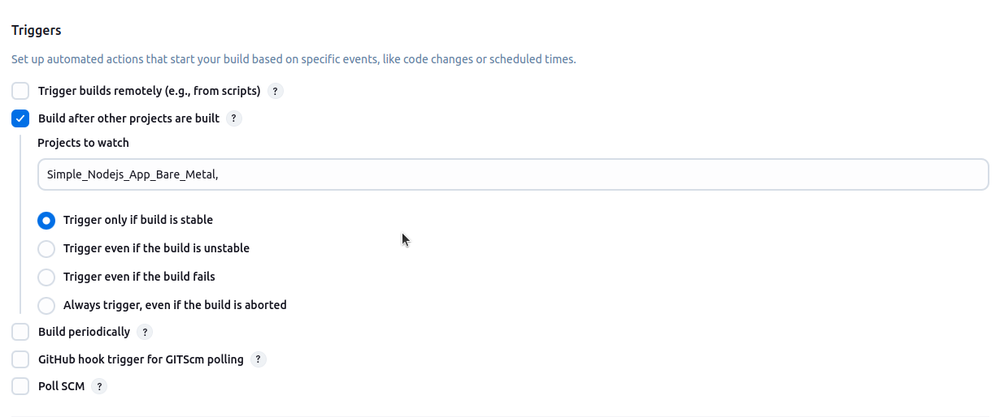 Triggers
Set up automated actions that start your build based on specific events, like code changes or scheduled times.
Trigger builds remotely (e.g., from scripts) ?
Build after other projects are built ?
Projects to watch
Simple_Nodejs_App_Bare_Metal,
Trigger only if build is stable
Trigger even if the build is unstable
Trigger even if the build fails
Always trigger, even if the build is aborted
Build periodically ?
GitHub hook trigger for GITScm polling ?
Poll SCM ?